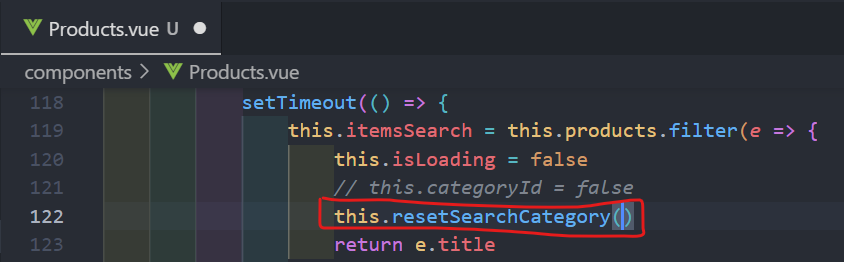 Products.vue U
components > Products.vue
118 setTimeout(() => {
119 this.itemsSearch = this.products.filter(e => {
120 this.isLoading = false
121 // this.categoryId = false
122 this.resetSearchCategory()
123 return e.title